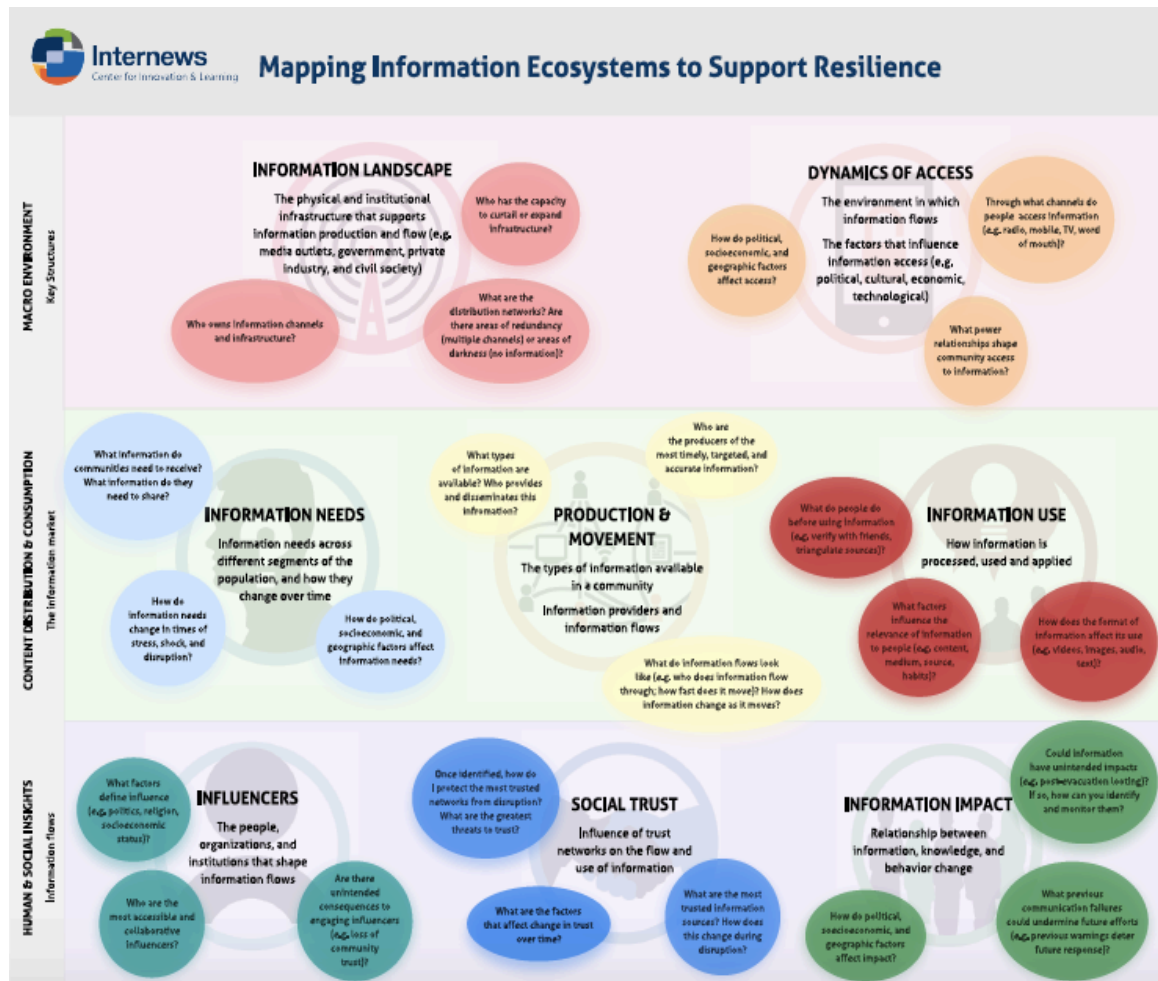 Internews
Center for Innovation & Learning
Mapping Information Ecosystems to Support Resilience
MACRO ENVIRONMENT
Key Structures
INFORMATION LANDSCAPE
The physical and institutional
infrastructure that supports
information production and flow (e.g.
media outlets, government, private
industry, and civil society)
Who has the capacity
to curtail or expand
infrastructure?
Who owns information channels
and infrastructure?
What are the
distribution networks? Are
there areas of redundancy
(multiple channels) or areas of
darkness (no information)?
DYNAMICS OF ACCESS
The environment in which
information flows
The factors that influence
information access (e.g,
political, cultural, economic,
technological)
How do political,
socioeconomic, and
geographic factors
affect access?
Through what channels do
people access information
(e.g. radio, mobile, TV, word
of mouth)?
What power
relationships shape
community access
to information?
CONTENT DISTRIBUTION & CONSUMPTION
The information market
What information do
communities need to receive?
What information do they
need to share?
INFORMATION NEEDS
Information needs across
different segments of the
population, and how they
change over time
How do
information needs
change in times of
stress, shock, and
disruption?
How do political,
socioeconomic, and
geographic factors affect
information needs?
What types
of information are
available? Who provides
and disseminates this
information?
Who are
the producers of the
most timely, targeted, and
accurate information?
PRODUCTION &
MOVEMENT
The types of information available
in a community
Information providers and
information flows
What do information flows look
like (e.g. who does information flow
through; how fast does it move)? How does
information change as it moves?
What do people do
before using information
(e.g. verify with friends,
triangulate sources)?
INFORMATION USE
How information is
processed, used and applied
What factors
influence the
relevance of information
to people (e.g. content,
medium, source,
habits)?
How does the format of
information affect its use
(e.g. videos, images, audio,
text)?
HUMAN & SOCIAL INSIGHTS
Information flows
What factors
define influence
(e.g. politics, religion,
socioeconomic
status)?
INFLUENCERS
The people,
organizations, and
institutions that shape
information flows
Who are the
most accessible and
collaborative
influencers?
Are there
unintended
consequences to
engaging influencers
(e.g. loss of
community
trust)?
Once identified, how do
I protect the most trusted
networks from disruption?
What are the greatest
threats to trust?
SOCIAL TRUST
Influence of trust
networks on the flow and
use of information
What are the factors
that affect change in trust
over time?
What are the most
trusted information
sources? How does
this change during
disruption?
INFORMATION IMPACT
Relationship between
information, knowledge, and
behavior change
Could information
have unintended impacts
(e.g. post-evacuation looting)?
If so, how can you identify
and monitor them?
How do political,
socioeconomic, and
geographic factors
affect impact?
What previous
communication failures
could undermine future efforts
(e.g. previous warnings deter
future response)?